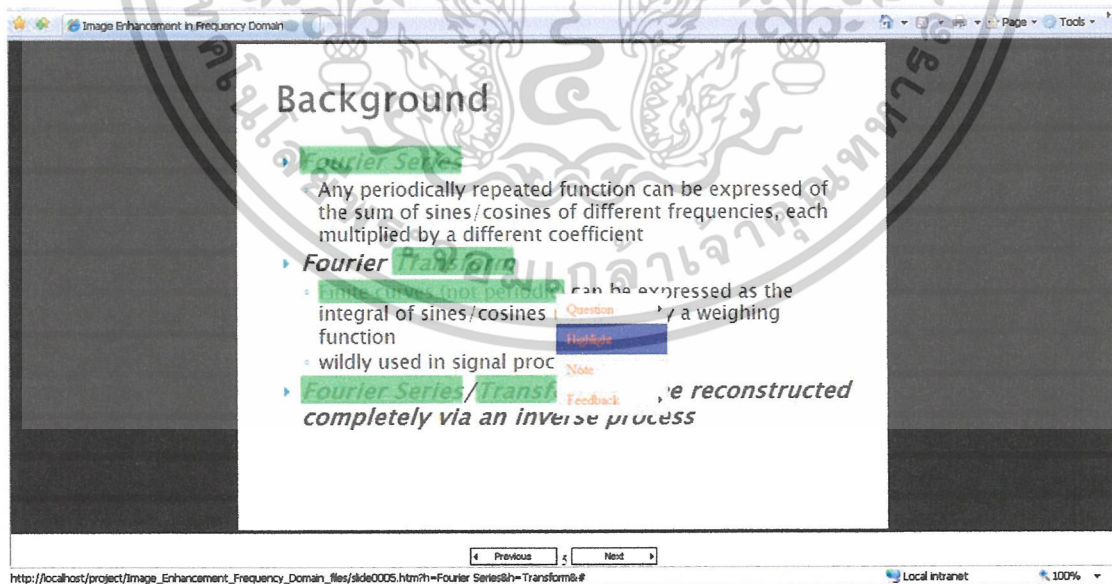 Image Enhancement in Frequency Domain
Page
Tools
Background
Fourier Series
Any periodically repeated function can be expressed of
the sum of sines/cosines of different frequencies, each
multiplied by a different coefficient
Fourier Transform
Finite curves (not periodic) can be expressed as the
integral of sines/cosines y a weighing
function
wildly used in signal proc
Fourier Series/Transf e reconstructed
completely via an inverse process
Question
Highlight
Note
Feedback
Previous 5 Next
http://localhost/project/Image_Enhancement_Frequency_Domain_files/slide0005.htm?h=Fourier Series&h=Transform&#
Local intranet
100%